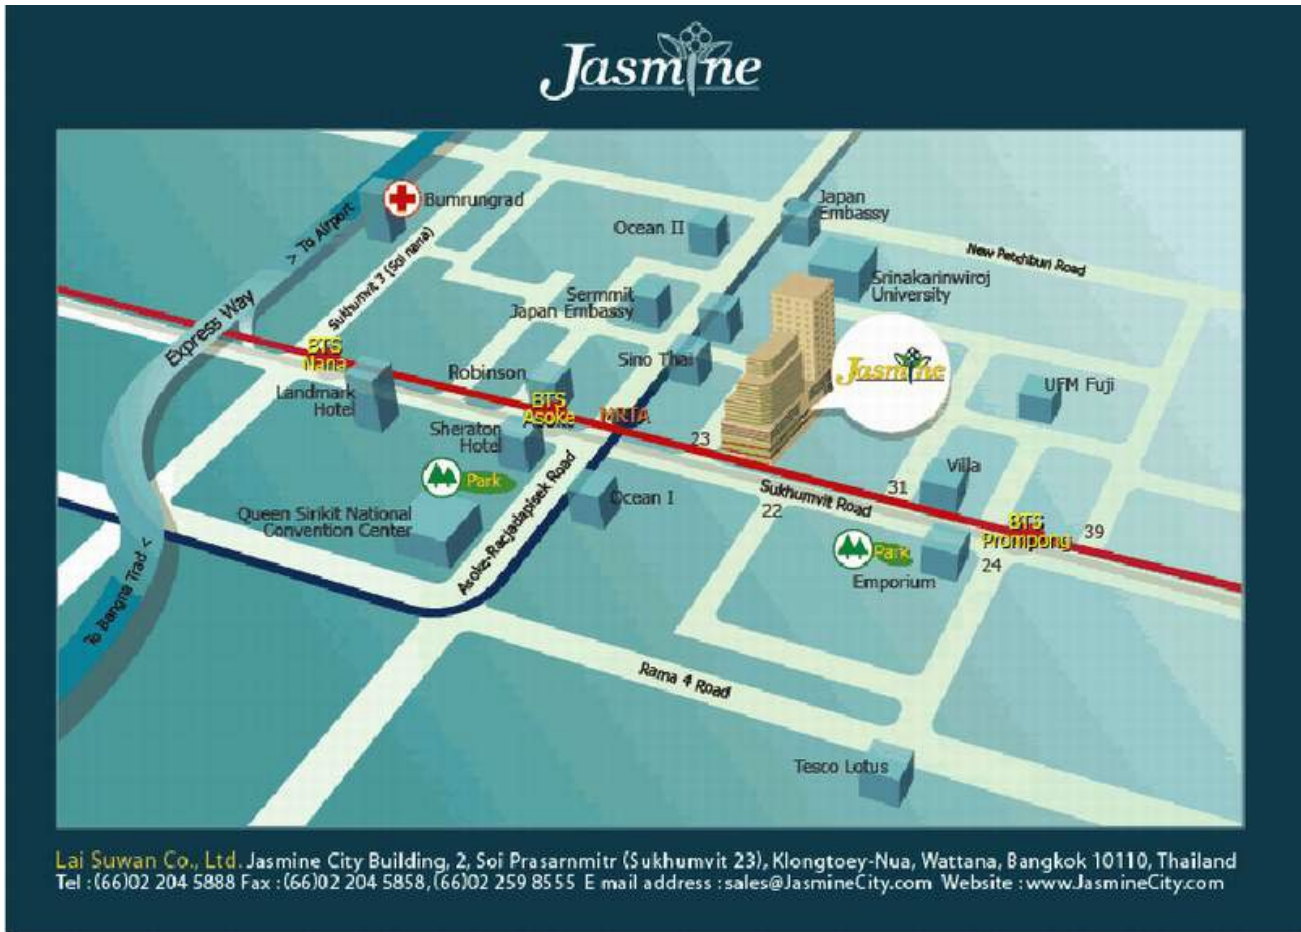 Jasmine
Bumrungrad
> To Airport
Sukhumvit 3 (Soi nana)
Express Way
Ocean II
Japan
Embassy
New Petchburi Road
Srinakarinwiroj
University
Sermmit
Japan Embassy
Sino Thai
Jasmine
UFM Fuji
BTS
Nana
Landmark
Hotel
Robinson
BTS
Asoke
MRTA
Sheraton
Hotel
Park
Queen Sirikit National
Convention Center
Asoke-Racjadapisek Road
Ocean I
23
Sukhumvit Road
22
31
Villa
BTS
Prompong
39
24
Park
Emporium
To Bangna Trad <
Rama 4 Road
Tesco Lotus
Lai Suwan Co., Ltd. Jasmine City Building, 2, Soi Prasarnmitr (Sukhumvit 23), Klongtoey-Nua, Wattana, Bangkok 10110, Thailand
Tel : (66)02 204 5888 Fax : (66)02 204 5858, (66)02 259 8555 E mail address : sales@JasmineCity.com Website : www.JasmineCity.com